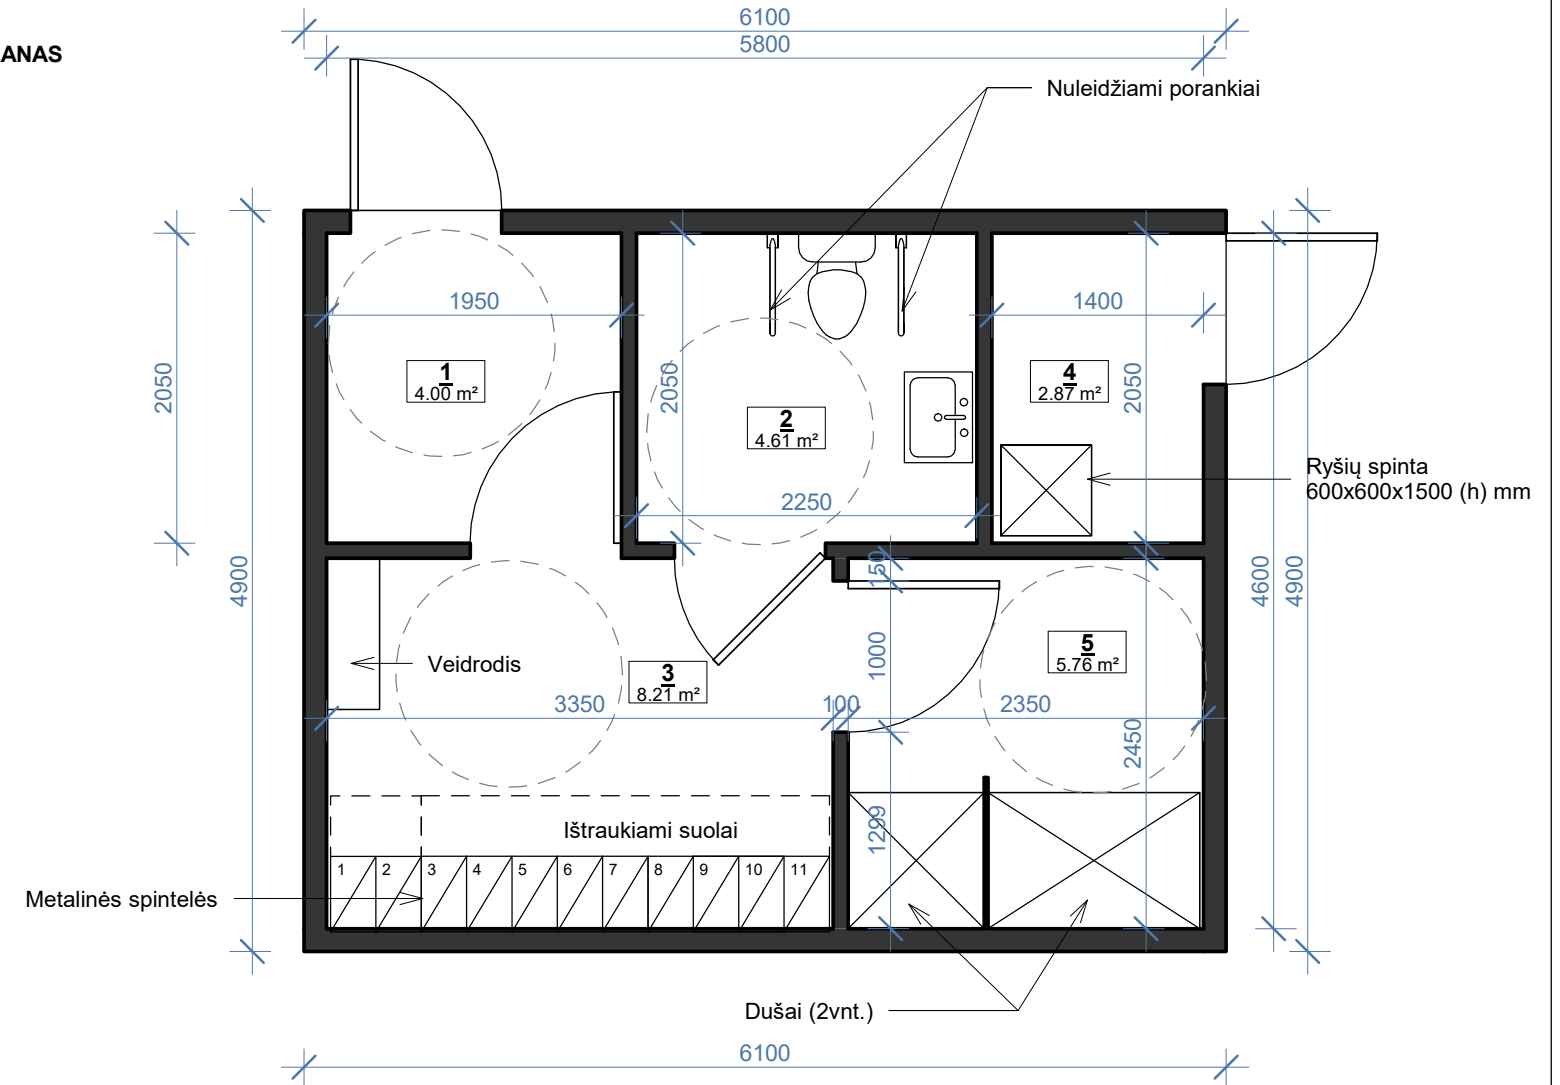 6100
5800
ANAS
Nuleidžiami porankiai
1950
1400
2050
1
4.00 m²
2050
2
4.61 m²
4
2.87 m²
2050
Ryšių spinta
600x600x1500 (h) mm
2250
4900
150
4600
4900
Veidrodis
3
8.21 m²
1000
5
5.76 m²
3350
100
2350
2450
Ištraukiami suolai
1299
1 2 3 4 5 6 7 8 9 10 11
Metalinės spintelės
Dušai (2vnt.)
6100